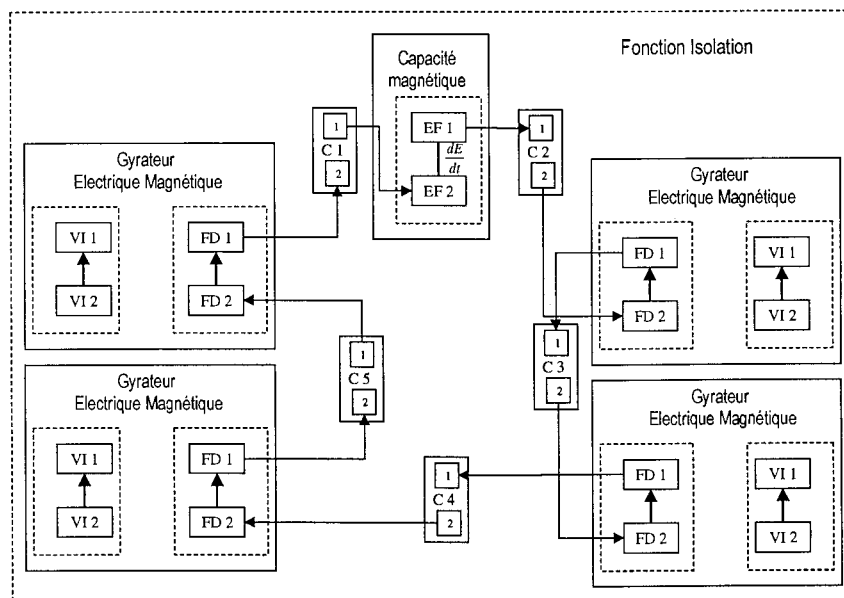 Fonction Isolation
Capacité
magnétique
EF 1
dE
dt
EF 2
1
C 1
2
1
C 2
2
Gyrateur
Electrique Magnétique
VI 1
VI 2
FD 1
FD 2
Gyrateur
Electrique Magnétique
FD 1
FD 2
VI 1
VI 2
1
C 5
2
1
C 3
2
Gyrateur
Electrique Magnétique
VI 1
VI 2
FD 1
FD 2
1
C 4
2
Gyrateur
Electrique Magnétique
FD 1
FD 2
VI 1
VI 2